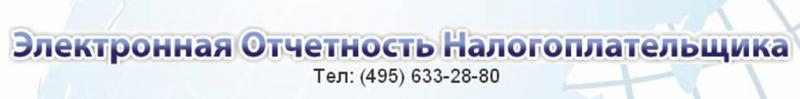 Электронная Отчетность Налогоплательщика
Тел: (495) 633-28-80